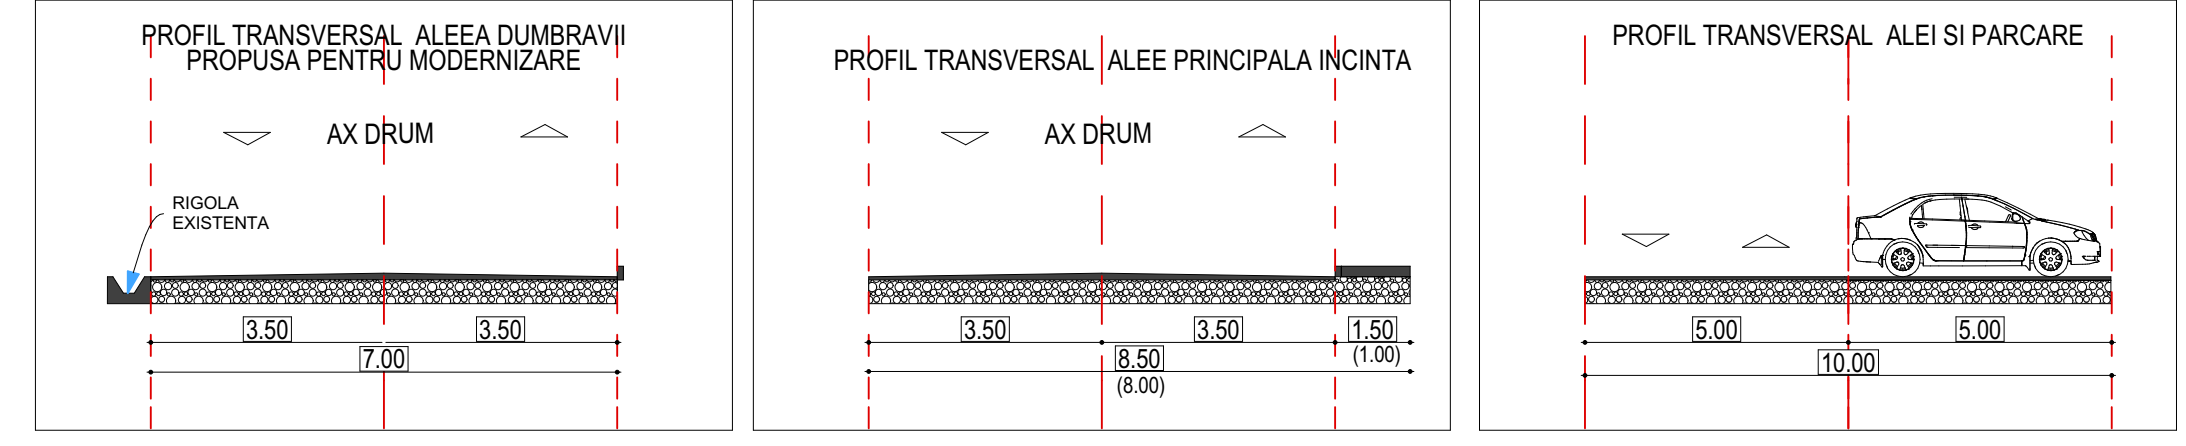 PROFIL TRANSVERSAL ALEEA DUMBRAVII
PROPUSA PENTRU MODERNIZARE
AX DRUM
RIGOLA
EXISTENTA
3.50 3.50
7.00
PROFIL TRANSVERSAL ALEE PRINCIPALA INCINTA
AX DRUM
3.50 3.50 1.50
(1.00)
8.50
(8.00)
PROFIL TRANSVERSAL ALEI SI PARCARE
5.00 5.00
10.00